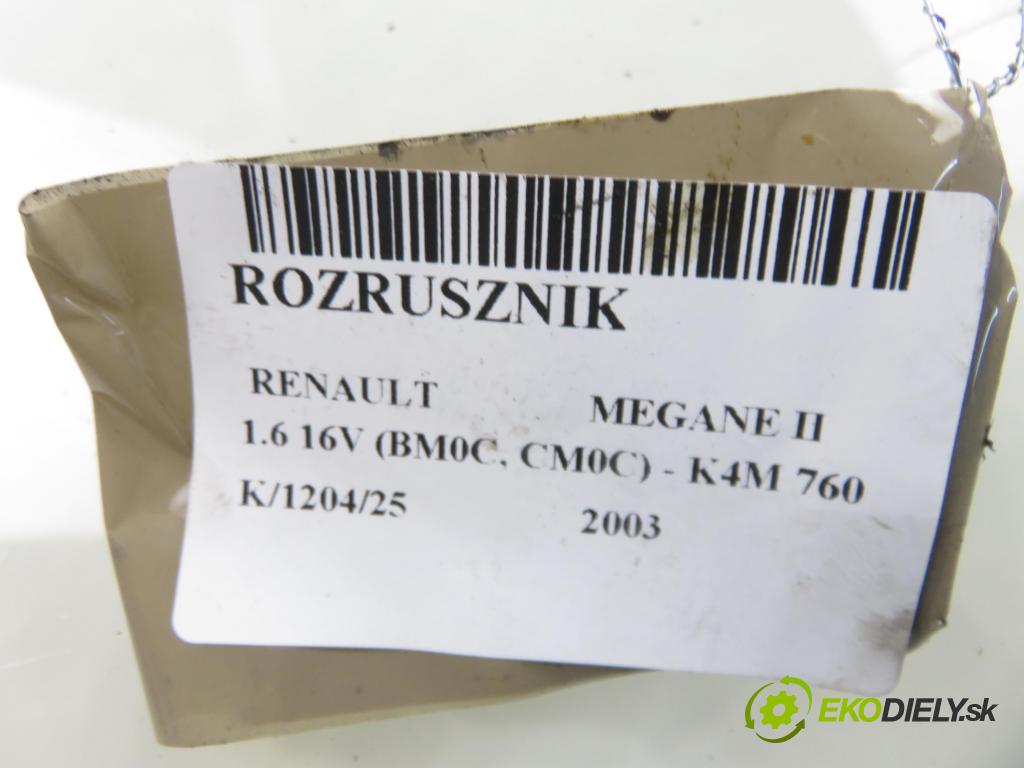 ROZRUSZNIK
RENAULT MEGANE II
1.6 16V (BM0C, CM0C) - K4M 760
K/1204/25 2003
EKODIELY.sk